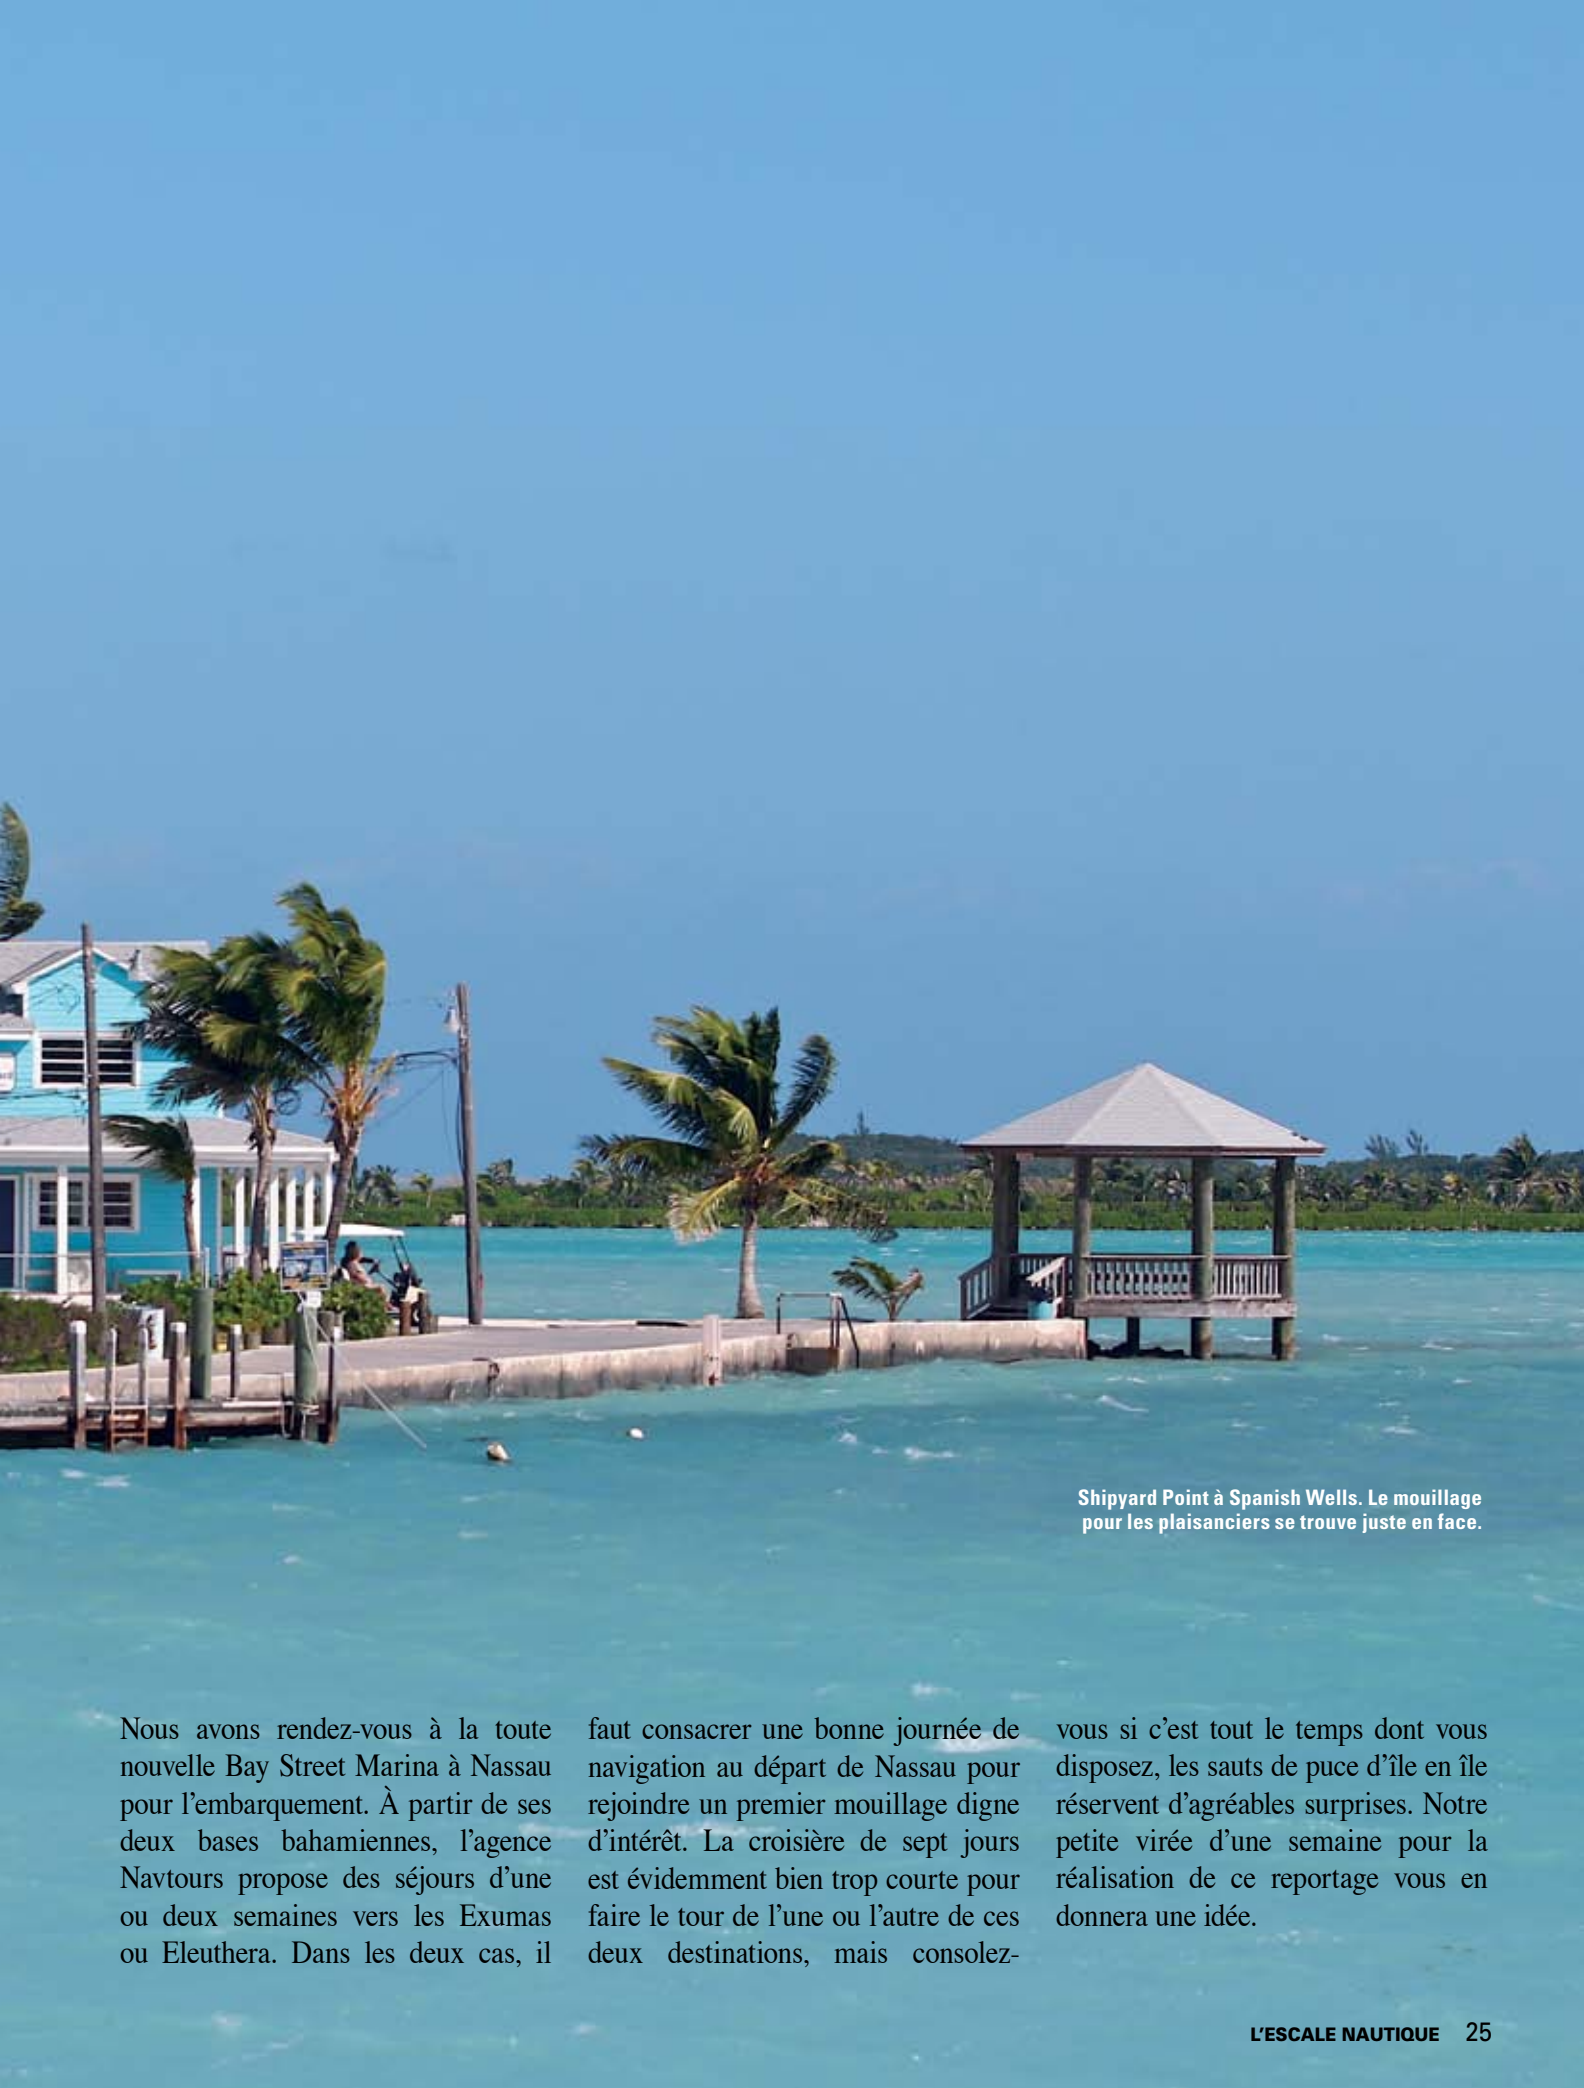 Shipyard Point à Spanish Wells. Le mouillage
pour les plaisanciers se trouve juste en face.
Nous avons rendez-vous à la toute
nouvelle Bay Street Marina à Nassau
pour l’embarquement. À partir de ses
deux bases bahamiennes, l’agence
Navtours propose des séjours d’une
ou deux semaines vers les Exumas
ou Eleuthera. Dans les deux cas, il
faut consacrer une bonne journée de
navigation au départ de Nassau pour
rejoindre un premier mouillage digne
d’intérêt. La croisière de sept jours
est évidemment bien trop courte pour
faire le tour de l’une ou l’autre de ces
deux destinations, mais consolez-
vous si c’est tout le temps dont vous
disposez, les sauts de puce d’île en île
réservent d’agréables surprises. Notre
petite virée d’une semaine pour la
réalisation de ce reportage vous en
donnera une idée.
L’ESCALE NAUTIQUE 25